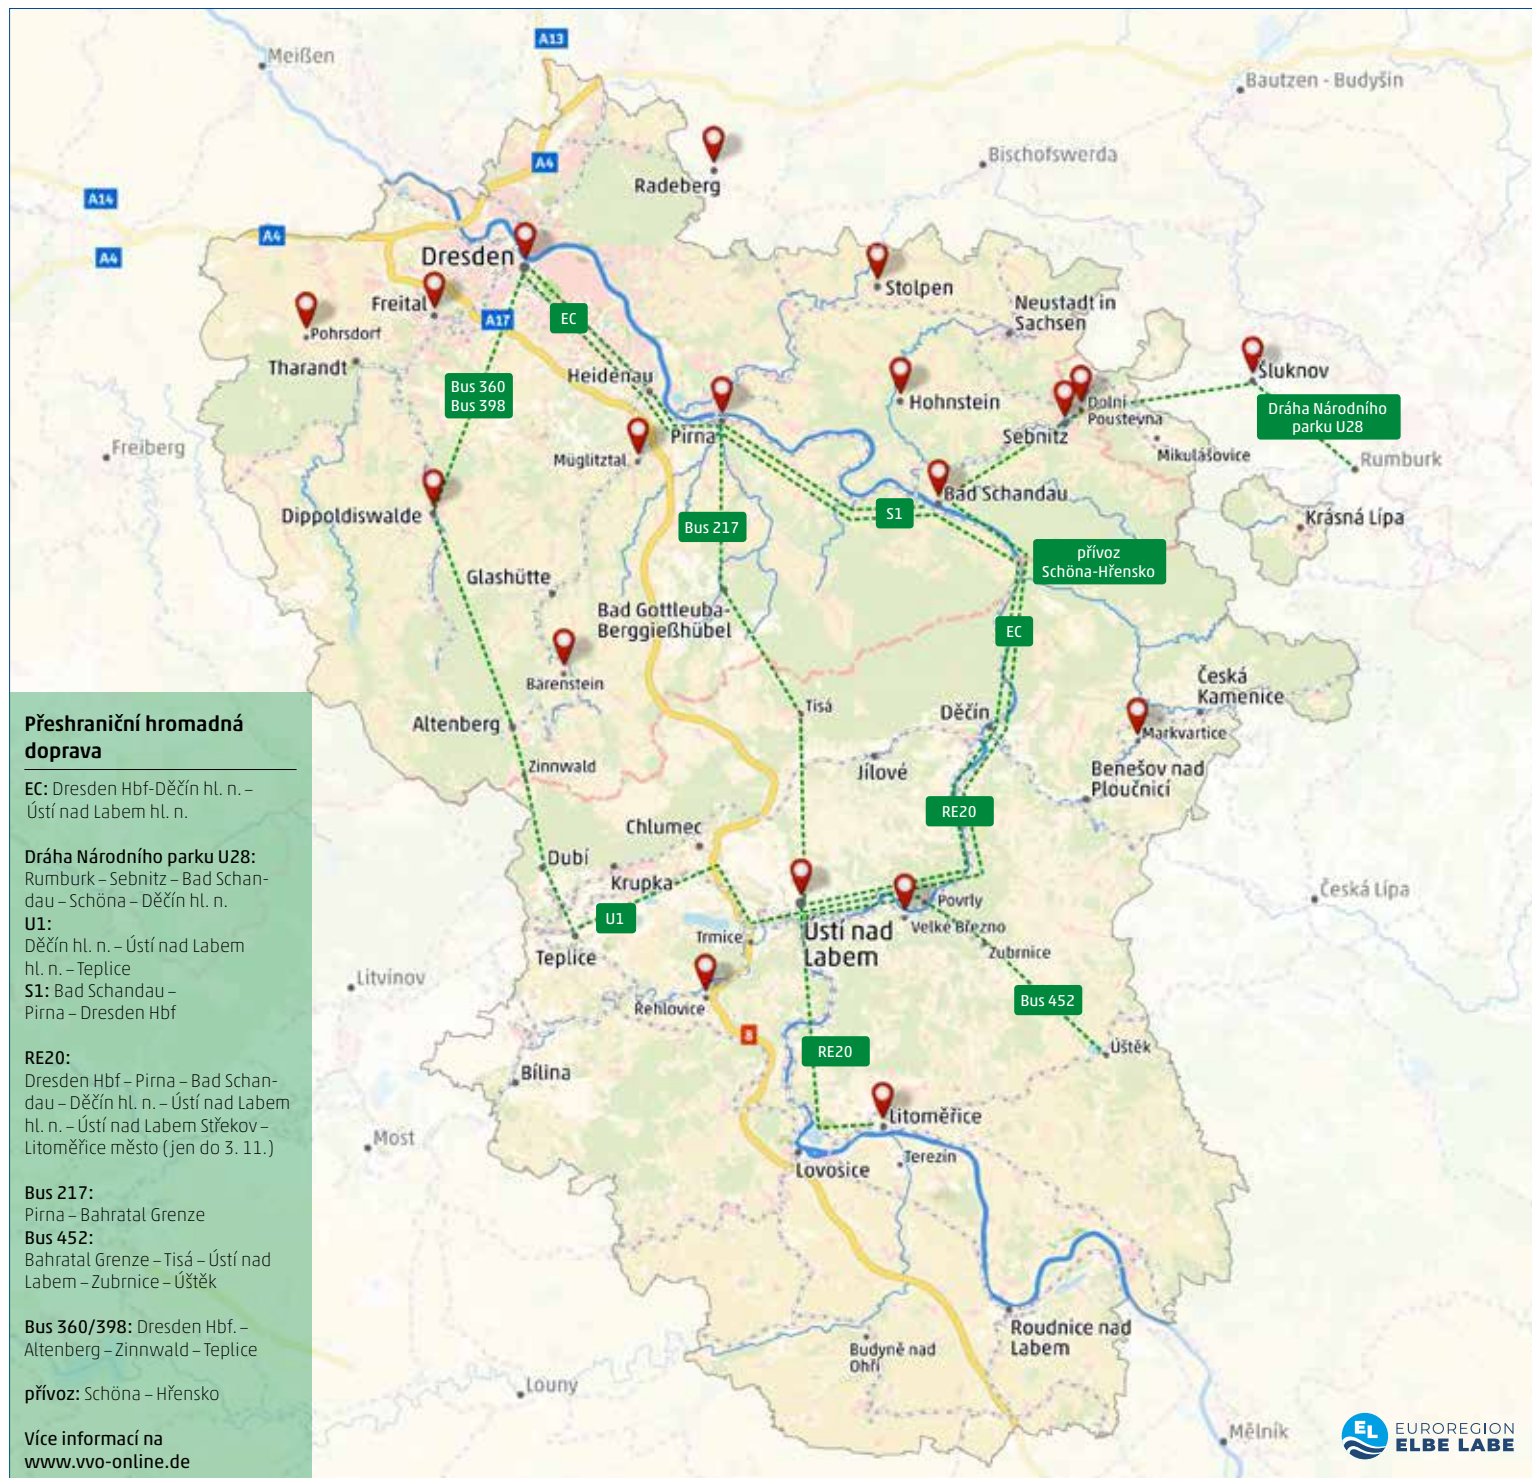 A13
Meißen
Bautzen - Budyšin
Bischofswerda
A4
Radeberg
A14
A4
A4
Dresden
Stolpen
Freital
Neustadt in
Sachsen
A17
EC
Pohrsdorf
Tharandt
Heidenau
Šluknov
Bus 360
Bus 398
Hohnstein
Dolní
Poustevna
Dráha Národního
parku U28
Pirna
Sebnitz
Freiberg
Müglitztal
Mikulášovice
Rumburk
Bad Schandau
Dippoldiswalde
S1
Krásná Lípa
Bus 217
přívoz
Schöna-Hřensko
Glashütte
Bad Gottleuba-
Berggießhübel
EC
Bärenstein
Česká
Kamenice
Tisá
Děčín
Altenberg
Markvartice
Zinnwald
Jílové
Benešov nad
Ploučnicí
RE20
Chlumec
Dubí
Krupka
Česká Lípa
Povrly
U1
Velké Březno
Trmice
Ústí nad
Labem
Zubrnice
Teplice
Litvínov
Bus 452
Řehlovice
8
RE20
Úštěk
Bílina
Litoměřice
Most
Terezín
Lovosice
Roudnice nad
Labem
Budyně nad
Ohří
Louny
Mělník
Přeshraniční hromadná
doprava
EC: Dresden Hbf-Děčín hl. n. –
Ústí nad Labem hl. n.
Dráha Národního parku U28:
Rumburk – Sebnitz – Bad Schan-
dau – Schöna – Děčín hl. n.
U1:
Děčín hl. n. – Ústí nad Labem
hl. n. – Teplice
S1: Bad Schandau –
Pirna – Dresden Hbf
RE20:
Dresden Hbf – Pirna – Bad Schan-
dau – Děčín hl. n. – Ústí nad Labem
hl. n. – Ústí nad Labem Střekov –
Litoměřice město (jen do 3. 11.)
Bus 217:
Pirna – Bahratal Grenze
Bus 452:
Bahratal Grenze – Tisá – Ústí nad
Labem – Zubrnice – Úštěk
Bus 360/398: Dresden Hbf. –
Altenberg – Zinnwald – Teplice
přívoz: Schöna – Hřensko
Více informací na
www.vvo-online.de
EL
EUROREGION
ELBE LABE